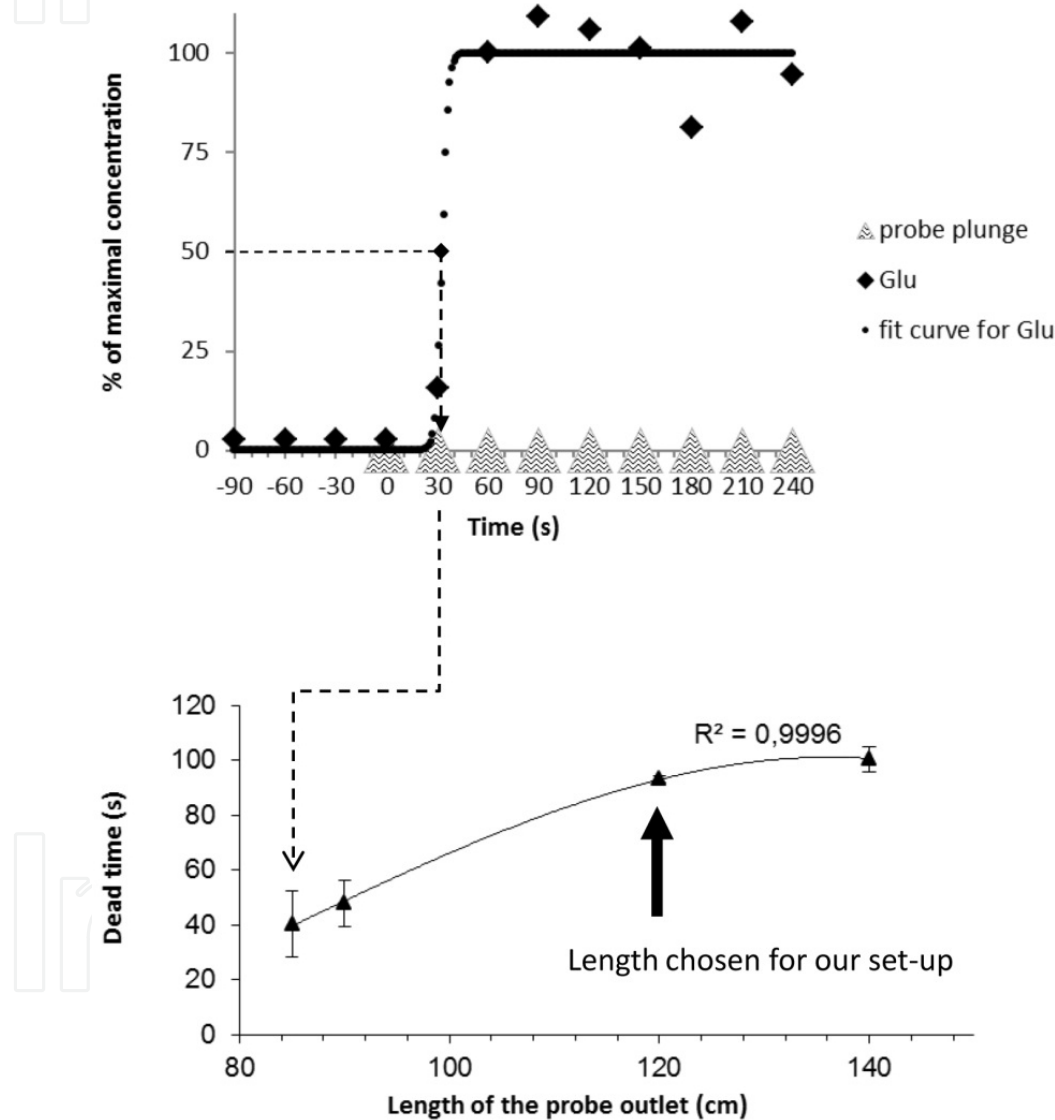 100
75
50
25
0
% of maximal concentration
-90 -60 -30 0 30 60 90 120 150 180 210 240
Time (s)
probe plunge
Glu
fit curve for Glu
120
100
80
60
40
20
0
Dead time (s)
R² = 0,9996
Length chosen for our set-up
80 100 120 140
Length of the probe outlet (cm)